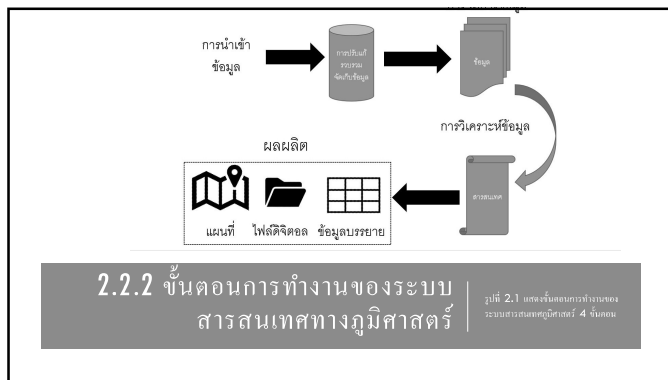 การนำเข้า
ข้อมูล
การปรับแก้
รวบรวม
จัดเก็บข้อมูล
ข้อมูล
การวิเคราะห์ข้อมูล
สารสนเทศ
ผลผลิต
แผนที่ ไฟล์ดิจิตอล ข้อมูลบรรยาย
2.2.2 ขั้นตอนการทำงานของระบบ
สารสนเทศทางภูมิศาสตร์
รูปที่ 2.1 แสดงขั้นตอนการทำงานของ
ระบบสารสนเทศภูมิศาสตร์ 4 ขั้นตอน